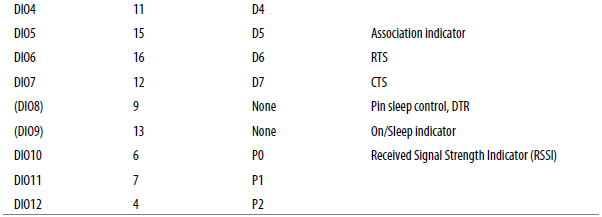 DIO4 11 D4
DIO5 15 D5 Association indicator
DIO6 16 D6 RTS
DIO7 12 D7 CTS
(DIO8) 9 None Pin sleep control, DTR
(DIO9) 13 None On/Sleep indicator
DIO10 6 P0 Received Signal Strength Indicator (RSSI)
DIO11 7 P1
DIO12 4 P2